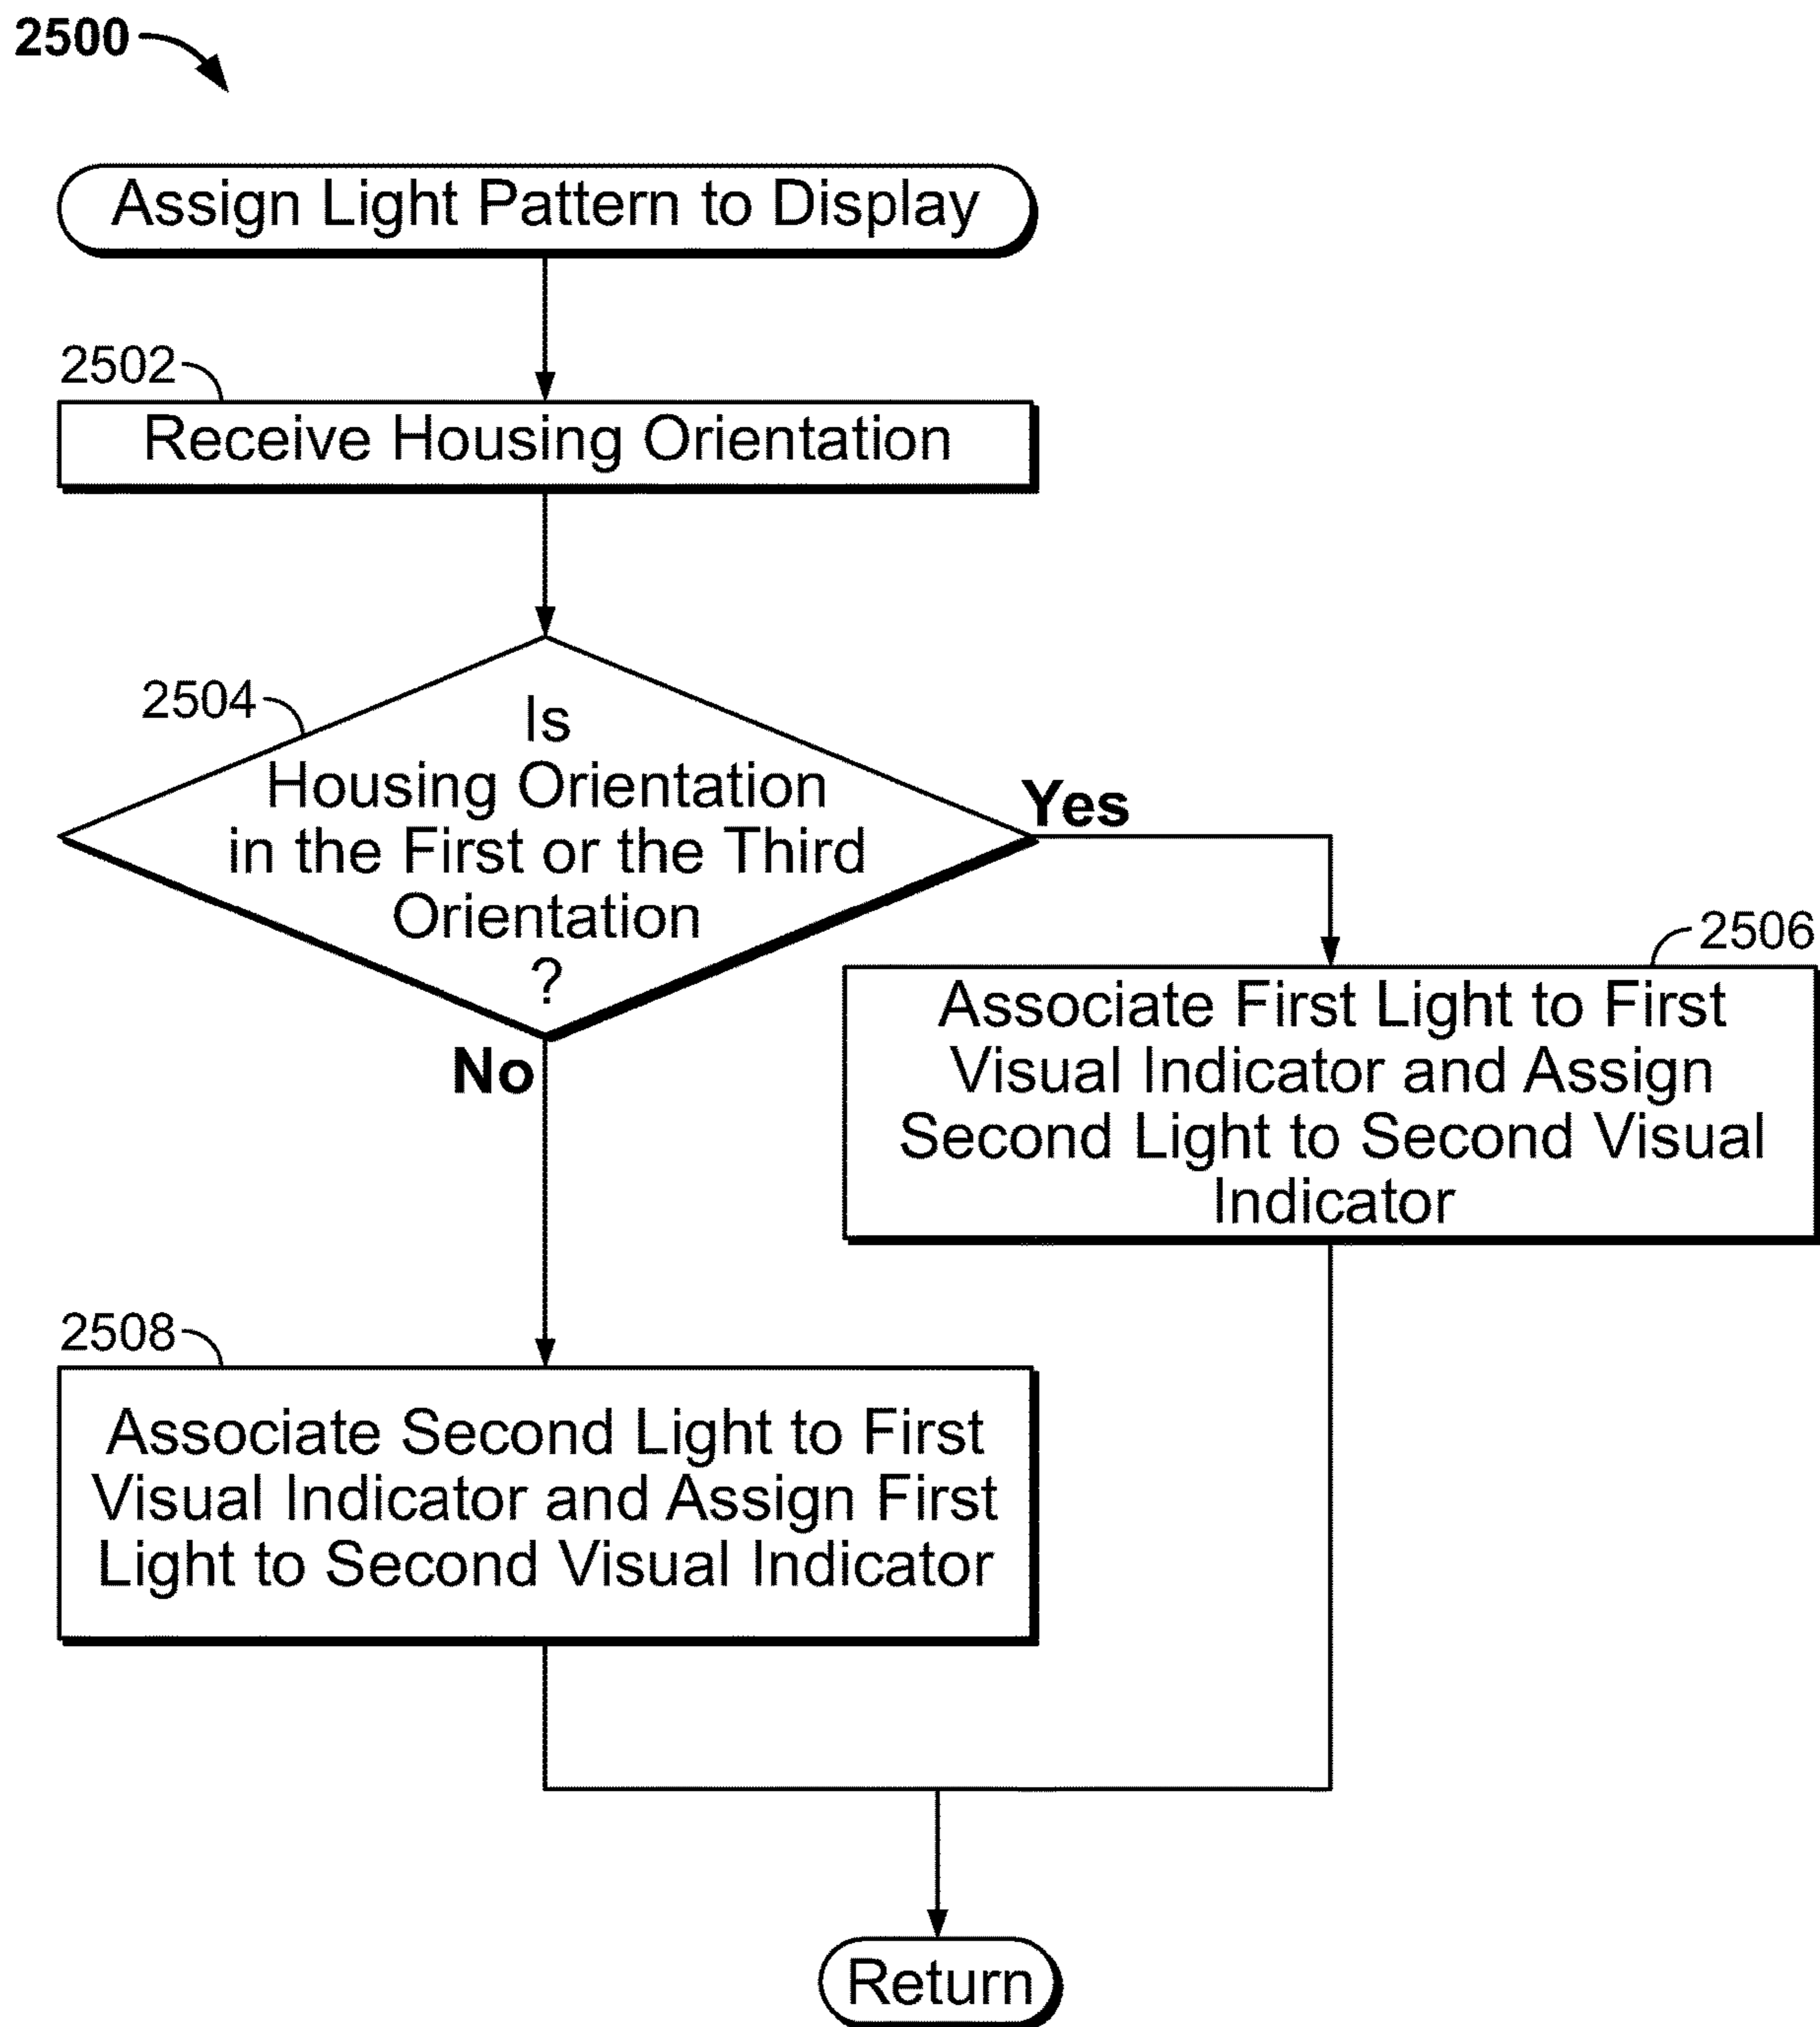 2500
Assign Light Pattern to Display
2502
Receive Housing Orientation
2504
Is
Housing Orientation
in the First or the Third
Orientation
?
Yes
No
2506
Associate First Light to First
Visual Indicator and Assign
Second Light to Second Visual
Indicator
2508
Associate Second Light to First
Visual Indicator and Assign First
Light to Second Visual Indicator
Return